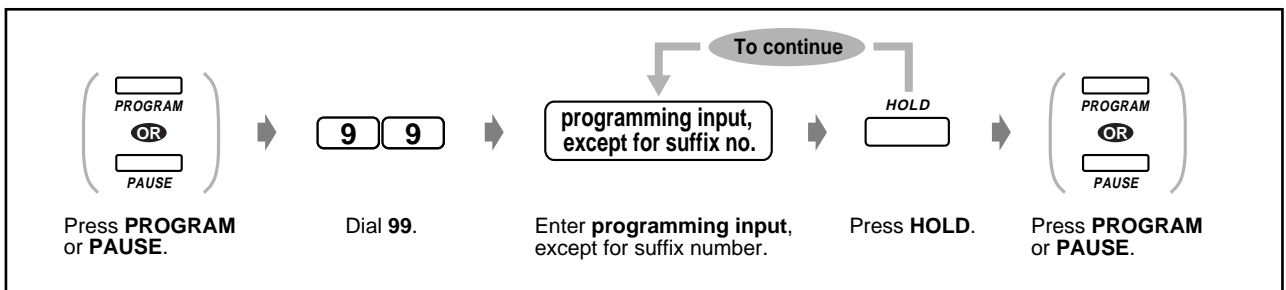 To continue
PROGRAM
OR
PAUSE
9 9
programming input,
except for suffix no.
HOLD
PROGRAM
OR
PAUSE
Press PROGRAM
or PAUSE.
Dial 99.
Enter programming input,
except for suffix number.
Press HOLD.
Press PROGRAM
or PAUSE.